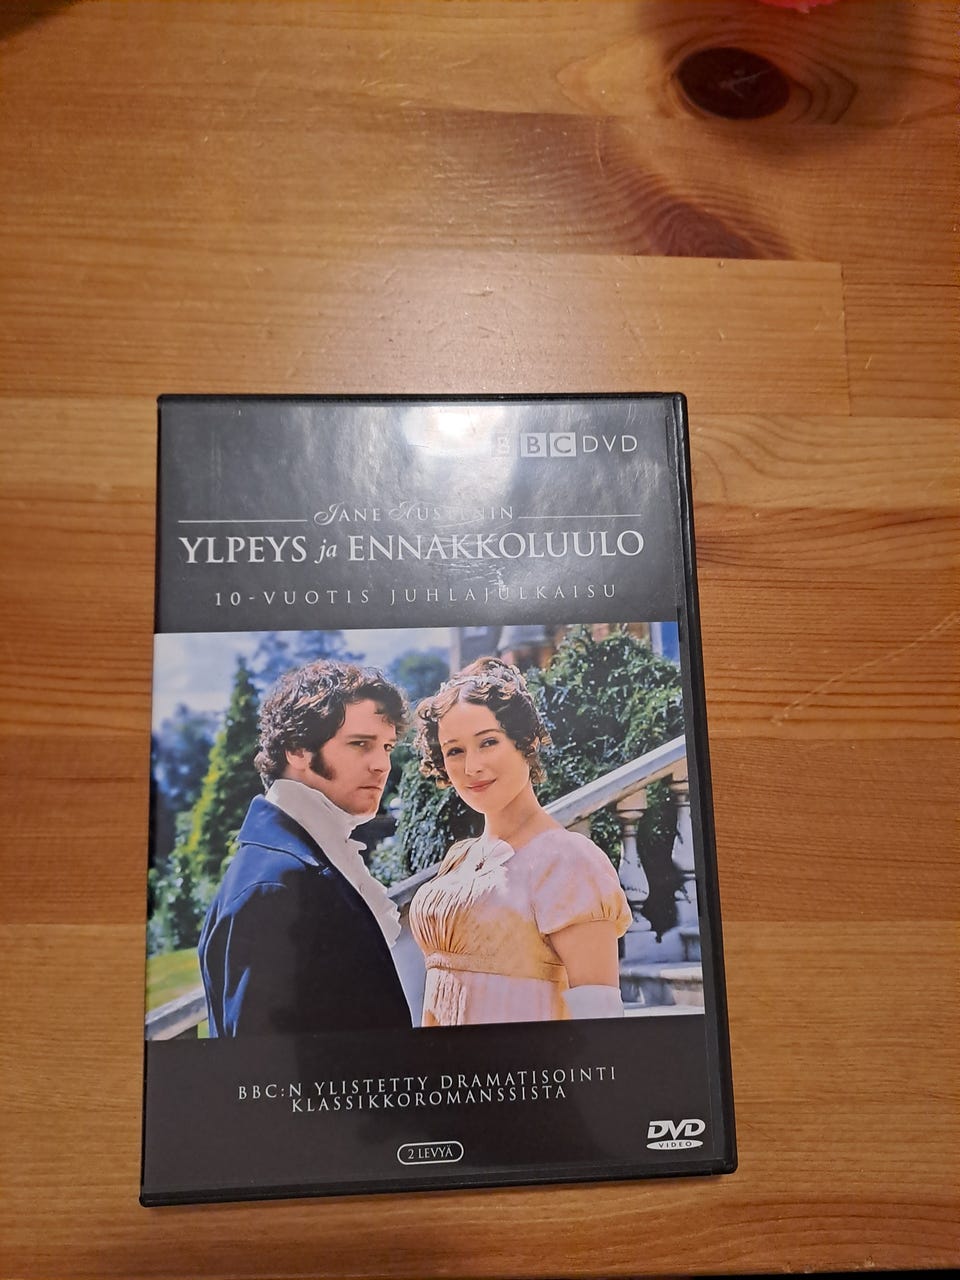 BBC DVD
JANE AUSTENIN
YLPEYS ja ENNAKKOLUULO
10-VUOTIS JUHLAJULKAISU
BBC:N YLISTETTY DRAMATISOINTI
KLASSIKKOROMANSSISTA
2 LEVYÄ
DVD
VIDEO